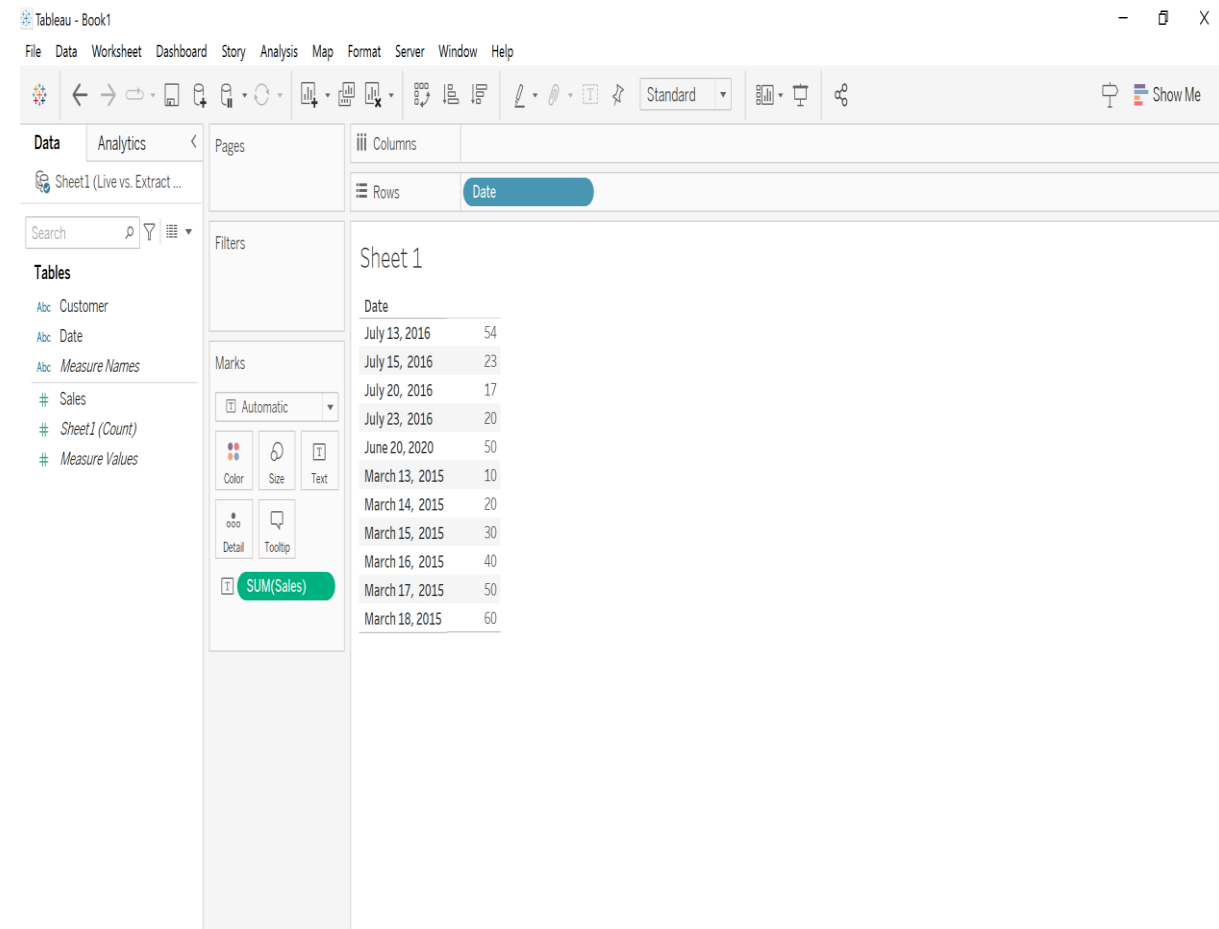 Tableau - Book1
File Data Worksheet Dashboard Story Analysis Map Format Server Window Help
Standard
Show Me
Data Analytics
Sheet1 (Live vs. Extract ...
Search
Tables
Abc Customer
Abc Date
Abc Measure Names
# Sales
# Sheet1 (Count)
# Measure Values
Pages
Filters
Marks
T Automatic
Color Size T Text
Detail Tooltip
T SUM(Sales)
Columns
Rows Date
Sheet 1
Date
July 13, 2016 54
July 15, 2016 23
July 20, 2016 17
July 23, 2016 20
June 20, 2020 50
March 13, 2015 10
March 14, 2015 20
March 15, 2015 30
March 16, 2015 40
March 17, 2015 50
March 18, 2015 60